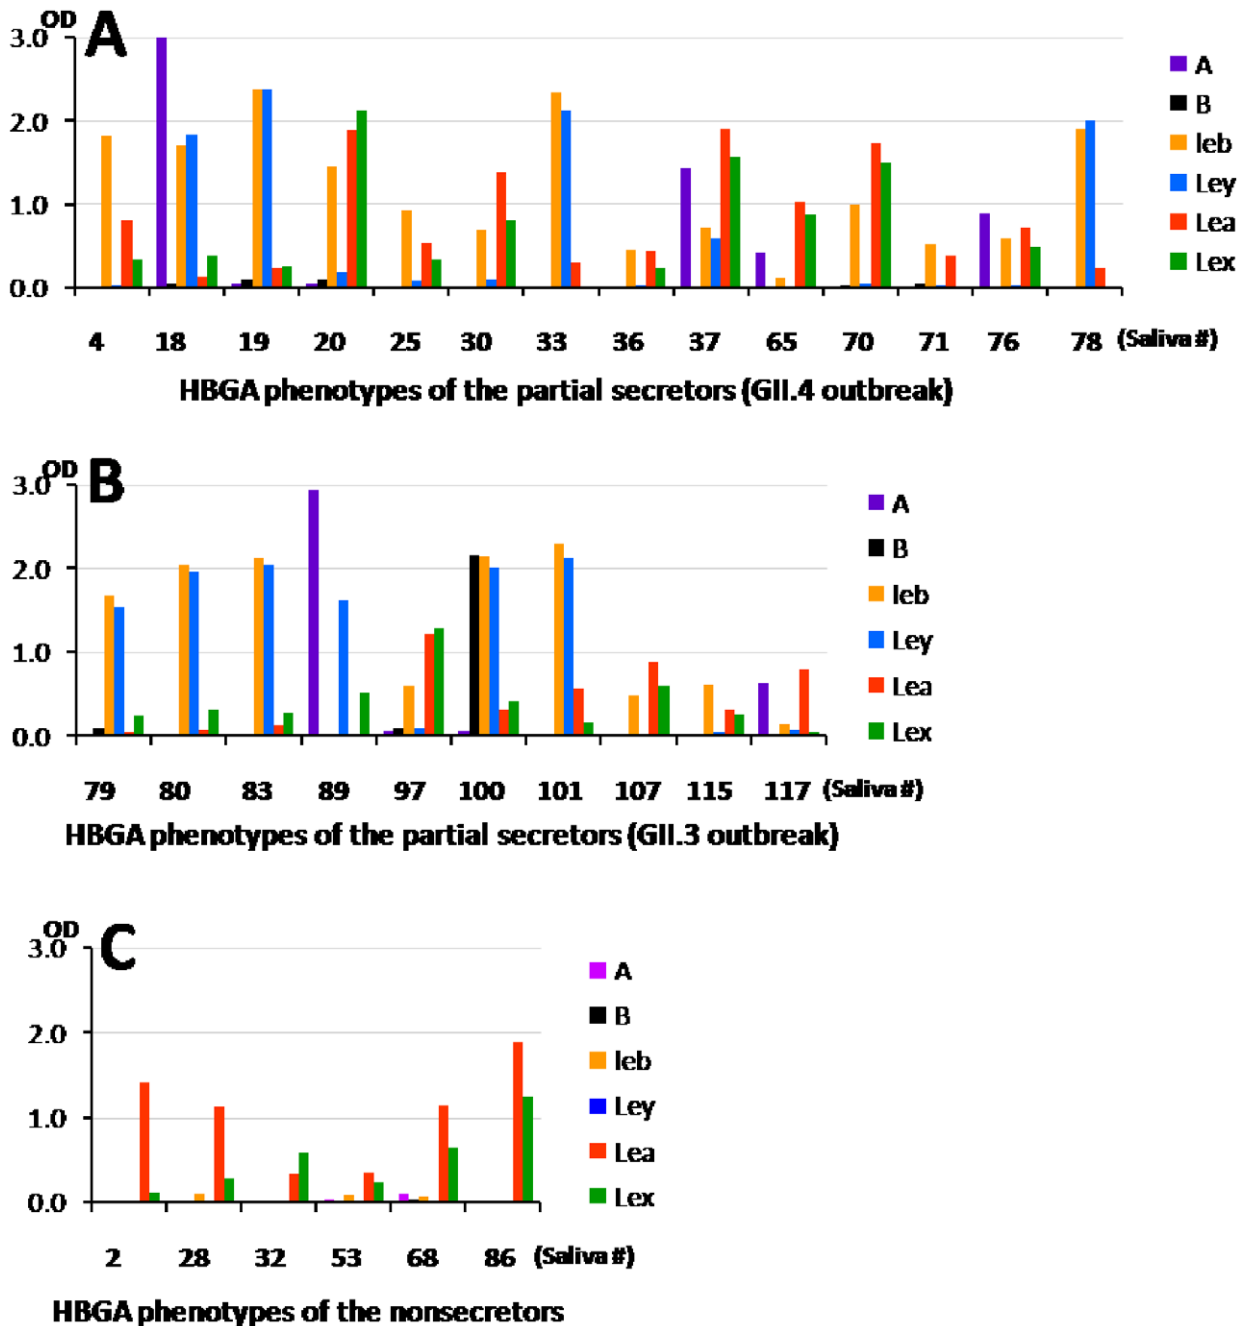 OD
A
3.0
2.0
1.0
0.0
4 18 19 20 25 30 33 36 37 65 70 71 76 78 (Saliva #)
HBGA phenotypes of the partial secretors (GII.4 outbreak)
A
B
leb
Ley
Lea
Lex
OD
B
3.0
2.0
1.0
0.0
79 80 83 89 97 100 101 107 115 117 (Saliva #)
HBGA phenotypes of the partial secretors (GII.3 outbreak)
A
B
leb
Ley
Lea
Lex
OD
C
3.0
2.0
1.0
0.0
2 28 32 53 68 86 (Saliva #)
HBGA phenotypes of the nonsecretors
A
B
leb
Ley
Lea
Lex